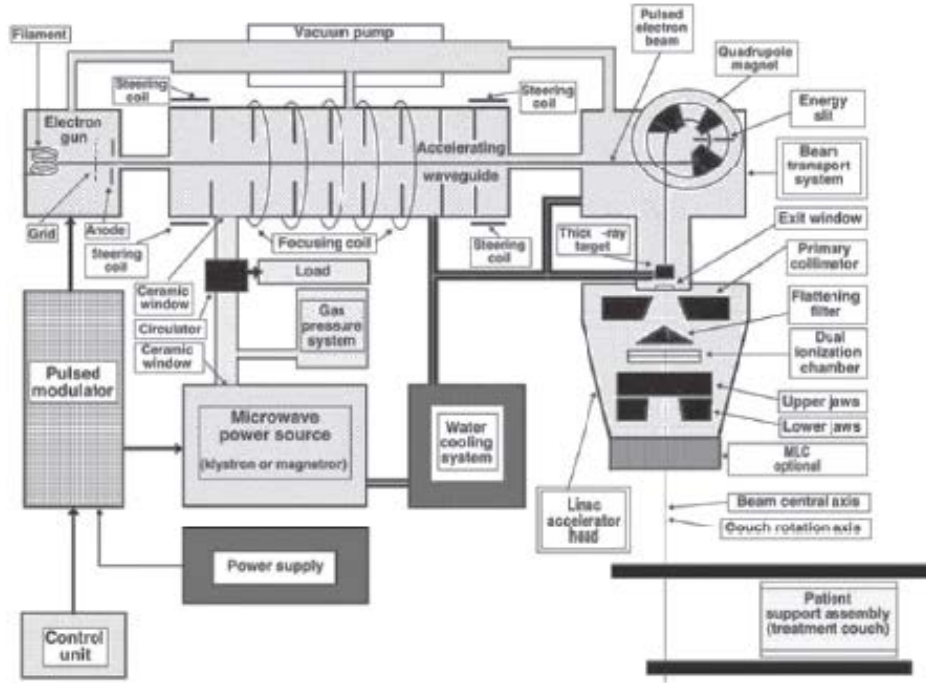 Filament
Vacuum pump
Pulsed
electron
beam
Quadrupole
magnet
Steering
coil
Steering
coil
Energy
slit
Electron
gun
Accelerating
waveguide
Beam
transport
system
Grid
Anode
Steering
coil
Focusing coil
Steering
coil
Thick -ray
target
Exit window
Primary
collimator
Ceramic
window
Load
Circulator
Gas
pressure
system
Flattening
filter
Ceramic
window
Dual
ionization
chamber
Pulsed
modulator
Microwave
power source
(klystron or magnetror)
Water
cooling
system
Upper jaws
Lower jaws
MLC
optional
Linac
accelerator
head
Beam central axis
Couch rotation axis
Power supply
Patient
support assembly
(treatment couch)
Control
unit